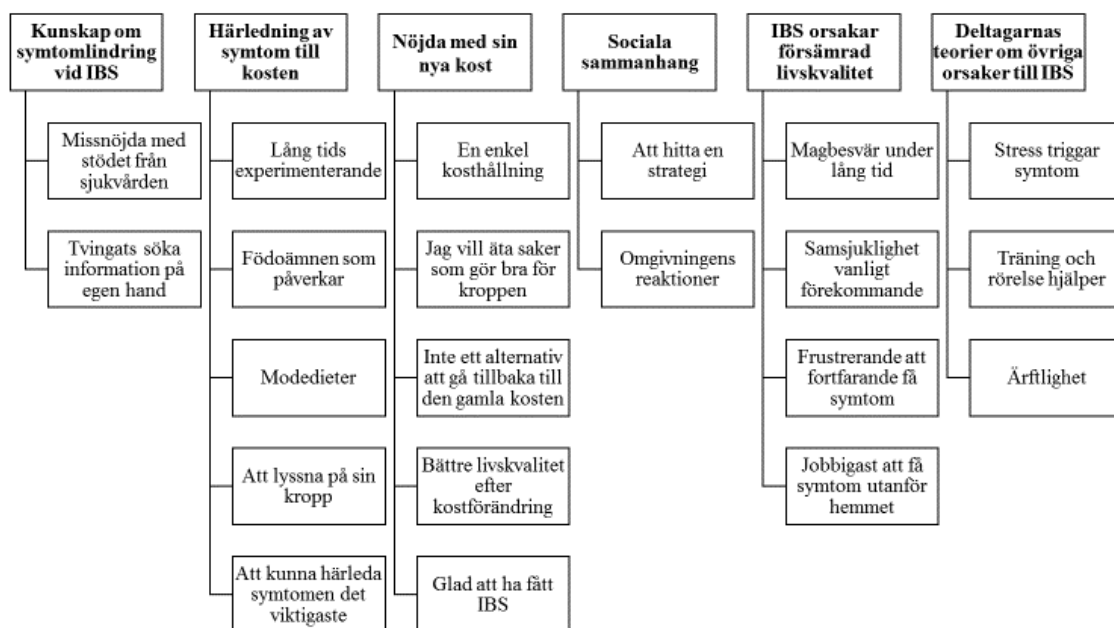 Kunskap om
symtomlindring
vid IBS
Missnöjda med
stödet från
sjukvården
Tvingats söka
information på
egen hand
Härledning av
symtom till
kosten
Lång tids
experimenterande
Födoämnen som
påverkar
Modedieter
Att lyssna på sin
kropp
Att kunna härleda
symtomen det
viktigaste
Nöjda med sin
nya kost
En enkel
kosthållning
Jag vill äta saker
som gör bra för
kroppen
Inte ett alternativ
att gå tillbaka till
den gamla kosten
Bättre livskvalitet
efter
kostförändring
Glad att ha fått
IBS
Sociala
sammanhang
Att hitta en
strategi
Omgivningens
reaktioner
IBS orsakar
försämrad
livskvalitet
Magbesvär under
lång tid
Samsjuklighet
vanligt
förekommande
Frustrerande att
fortfarande få
symtom
Jobbigast att få
symtom utanför
hemmet
Deltagarnas
teorier om övriga
orsaker till IBS
Stress triggar
symtom
Träning och
rörelse hjälper
Ärftlighet